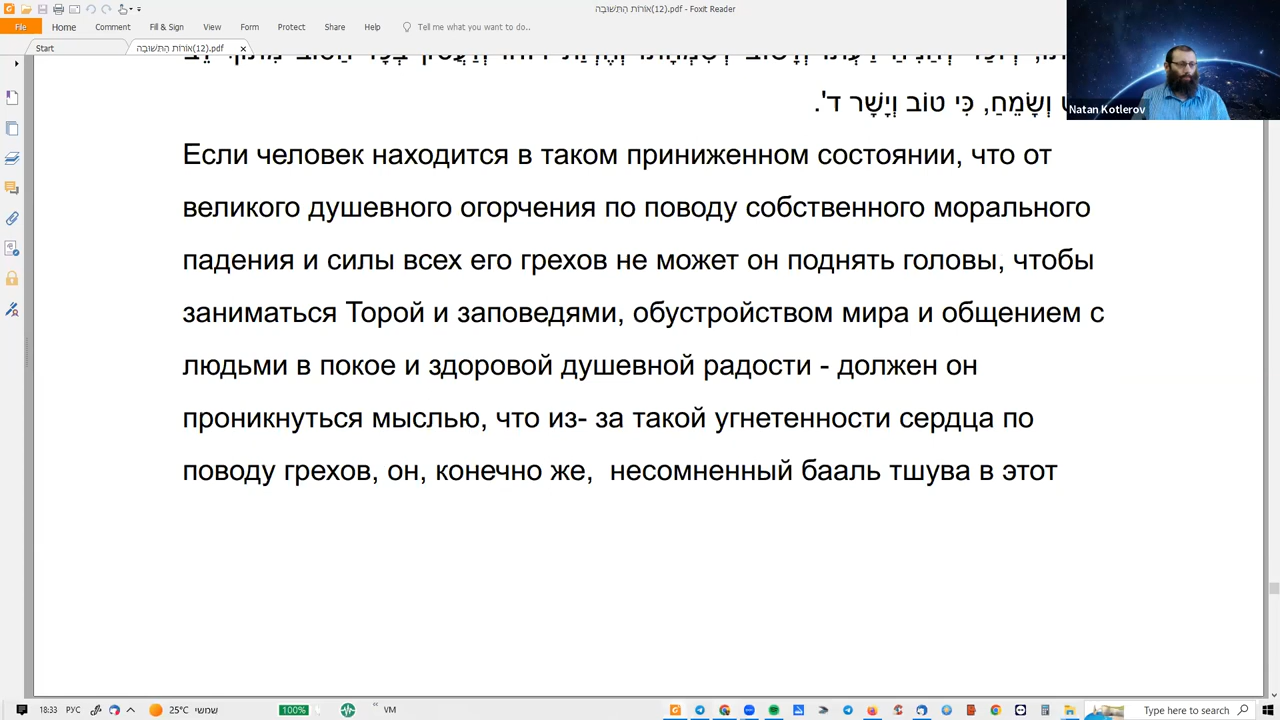 אוֹרוֹת הַתְּשׁוּבָה(12).pdf - Foxit Reader
File Home Comment Fill & Sign View Form Protect Share Help Tell me what you want to do..
Start אוֹרוֹת הַתְּשׁוּבָה(12).pdf
Natan Kotlerov
וְשָׂמֵחַ, כִּי טוֹב וְיָשָׁר ד'.
Если человек находится в таком приниженном состоянии, что от
великого душевного огорчения по поводу собственного морального
падения и силы всех его грехов не может он поднять головы, чтобы
заниматься Торой и заповедями, обустройством мира и общением с
людьми в покое и здоровой душевной радости - должен он
проникнуться мыслью, что из- за такой угнетенности сердца по
поводу грехов, он, конечно же,  несомненный бааль тшува в этот
18:33 РУС 25°C שמשי 100% VM Type here to search